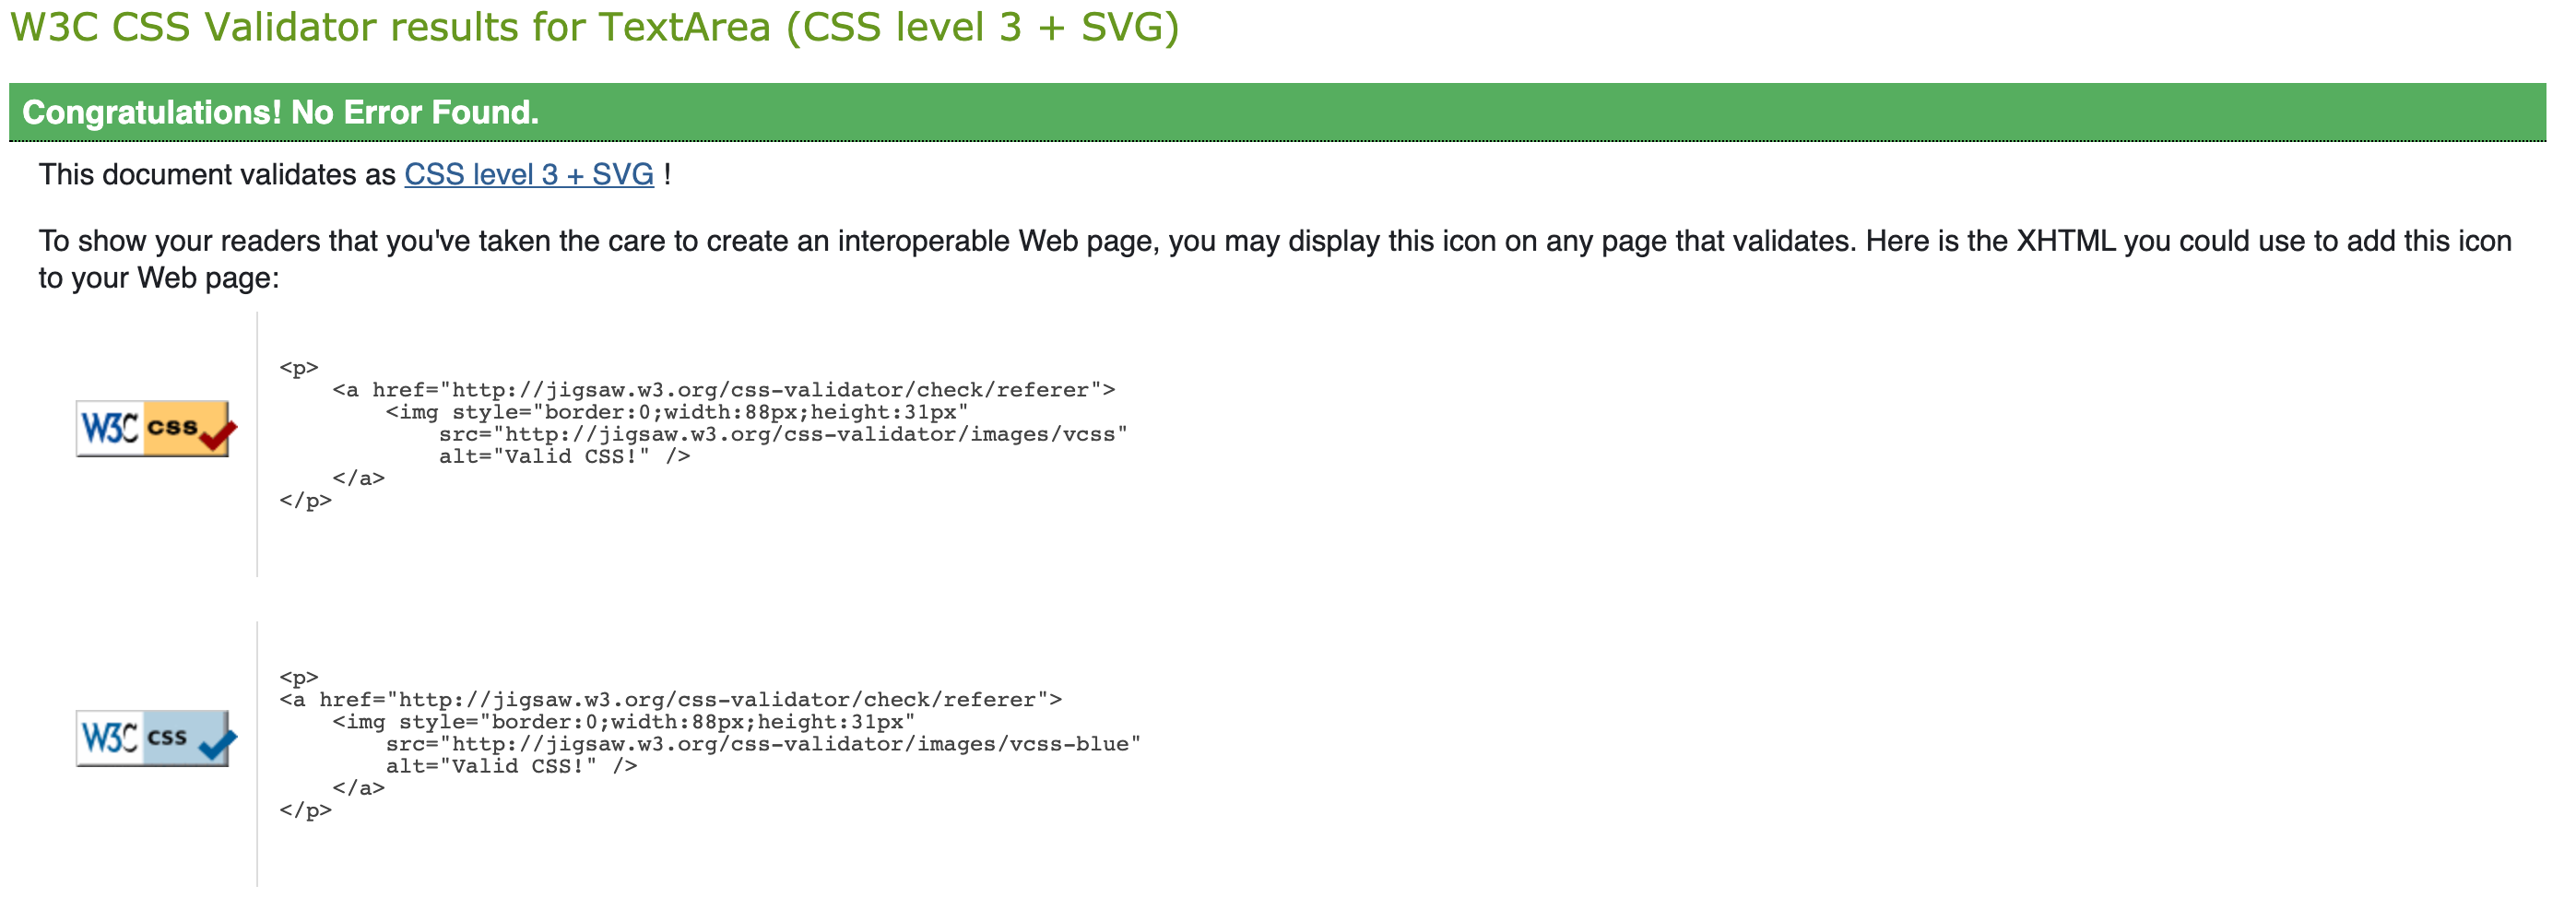 W3C CSS Validator results for TextArea (CSS level 3 + SVG)
Congratulations! No Error Found.
This document validates as CSS level 3 + SVG !
To show your readers that you've taken the care to create an interoperable Web page, you may display this icon on any page that validates. Here is the XHTML you could use to add this icon
to your Web page:
W3C css
<p>
    <a href="http://jigsaw.w3.org/css-validator/check/referer">
        <img style="border:0;width:88px;height:31px"
            src="http://jigsaw.w3.org/css-validator/images/vcss"
            alt="Valid CSS!" />
    </a>
</p>
W3C css
<p>
<a href="http://jigsaw.w3.org/css-validator/check/referer">
    <img style="border:0;width:88px;height:31px"
        src="http://jigsaw.w3.org/css-validator/images/vcss-blue"
        alt="Valid CSS!" />
    </a>
</p>